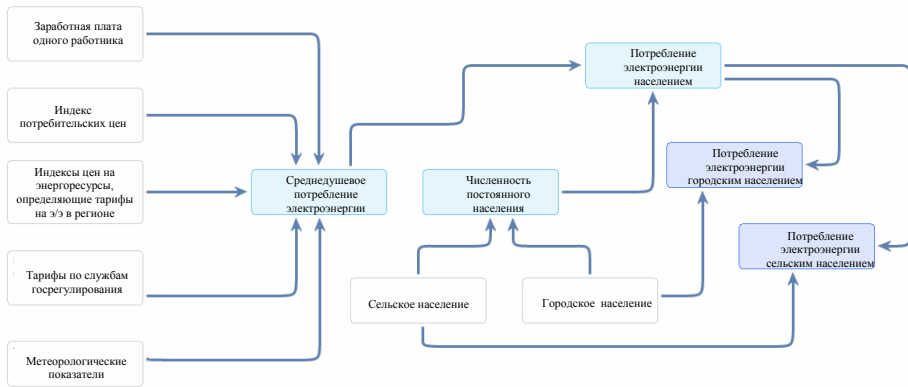 Заработная плата
одного работника
Индекс
потребительских цен
Индексы цен на
энергоресурсы,
определяющие тарифы
на э/э в регионе
Тарифы по службам
госрегулирования
Метеорологические
показатели
Среднедушевое
потребление
электроэнергии
Численность
постоянного
населения
Сельское население
Городское население
Потребление
электроэнергии
населением
Потребление
электроэнергии
городским населением
Потребление
электроэнергии
сельским населением